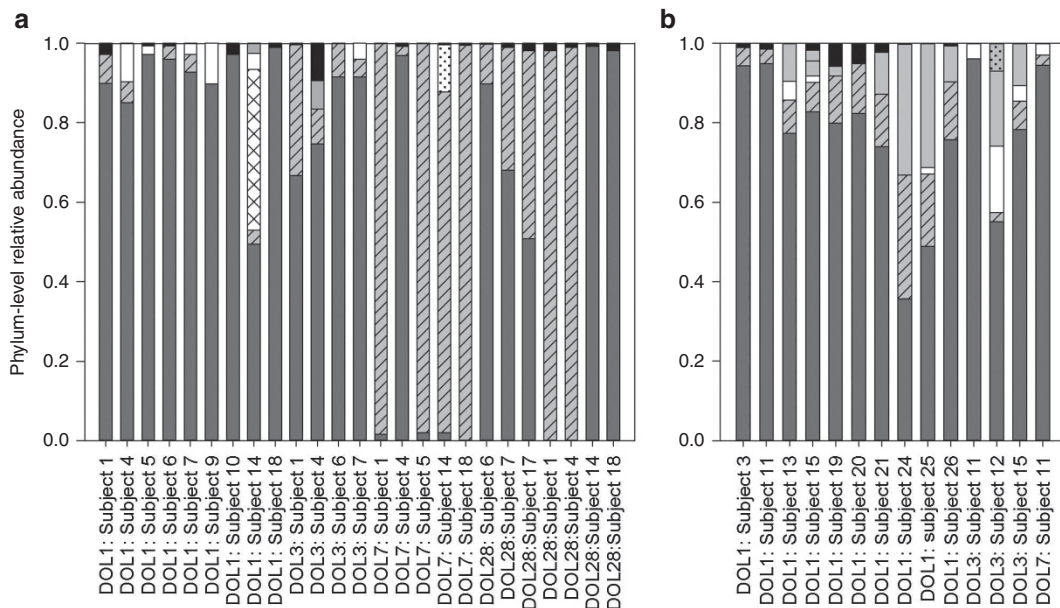 a
b
Phylum-level relative abundance
1.0
0.8
0.6
0.4
0.2
0.0
DOL1: Subject 1
DOL1: Subject 4
DOL1: Subject 5
DOL1: Subject 6
DOL1: Subject 7
DOL1: Subject 9
DOL1: Subject 10
DOL1: Subject 14
DOL1: Subject 18
DOL3: Subject 1
DOL3: Subject 4
DOL3: Subject 6
DOL3: Subject 7
DOL7: Subject 1
DOL7: Subject 4
DOL7: Subject 5
DOL7: Subject 14
DOL7: Subject 18
DOL28: Subject 6
DOL28:Subject 7
DOL28:Subject 17
DOL28: Subject 1
DOL28: Subject 4
DOL28:Subject 14
DOL28:Subject 18
1.0
0.8
0.6
0.4
0.2
0.0
DOL1: Subject 3
DOL1: Subject 11
DOL1: Subject 13
DOL1: Subject 15
DOL1: Subject 19
DOL1: Subject 20
DOL1: Subject 21
DOL1: Subject 24
DOL1: subject 25
DOL1: Subject 26
DOL3: Subject 11
DOL3: Subject 12
DOL3: Subject 15
DOL7: Subject 11